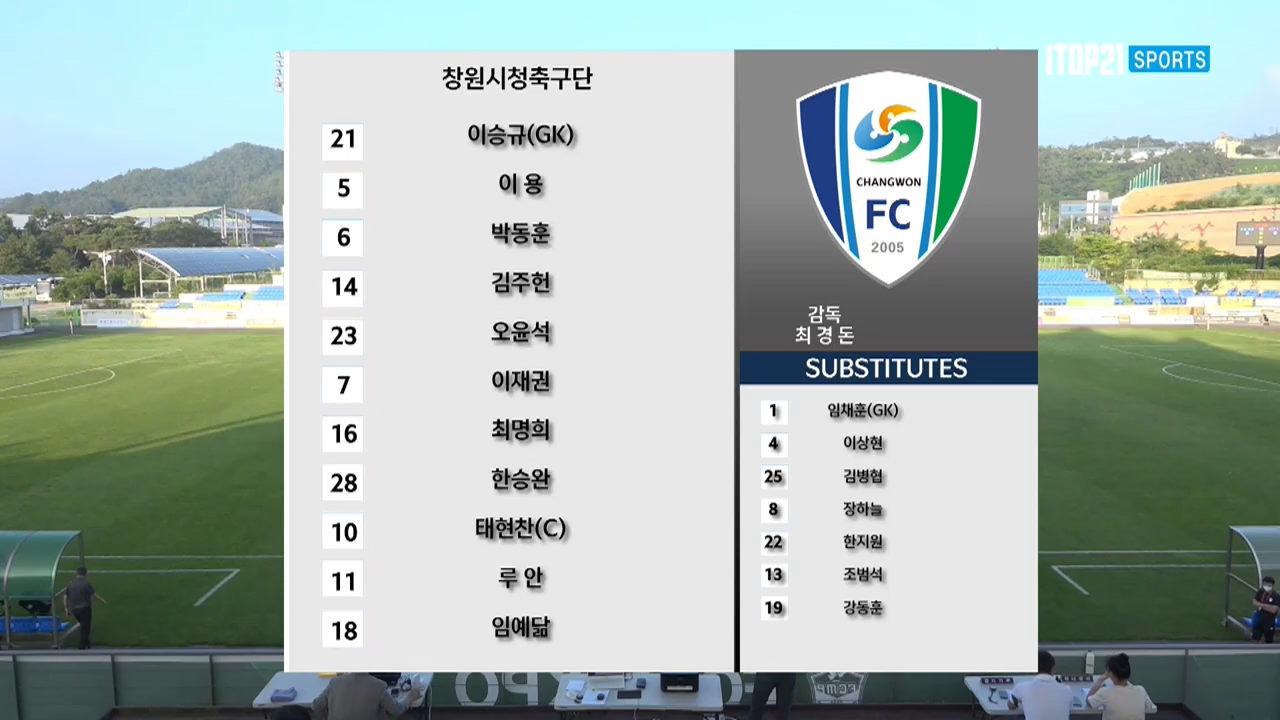 ITOP21 SPORTS
창원시청축구단
21 이승규(GK)
5 이 용
6 박동훈
14 김주헌
23 오윤석
7 이재권
16 최명희
28 한승완
10 태현찬(C)
11 루 안
18 임예닮
CHANGWON
FC
2005
감독
최 경 돈
SUBSTITUTES
1 임채훈(GK)
4 이상현
25 김병협
8 장하늘
22 한지원
13 조범석
19 강동훈